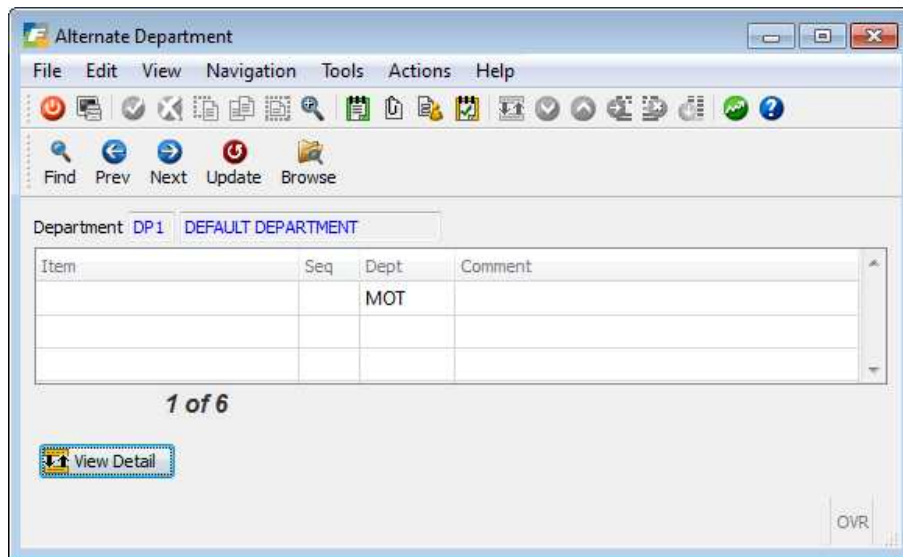 Alternate Department
File Edit View Navigation Tools Actions Help
Find Prev Next Update Browse
Department DP1 DEFAULT DEPARTMENT
Item Seq Dept Comment
MOT
1 of 6
View Detail
OVR